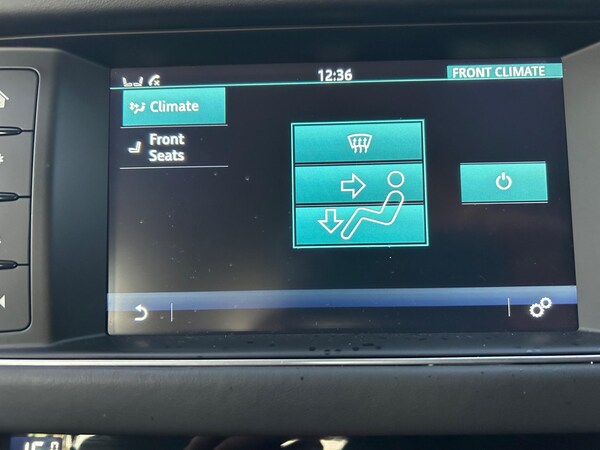 12:36
FRONT CLIMATE
Climate
Front
Seats